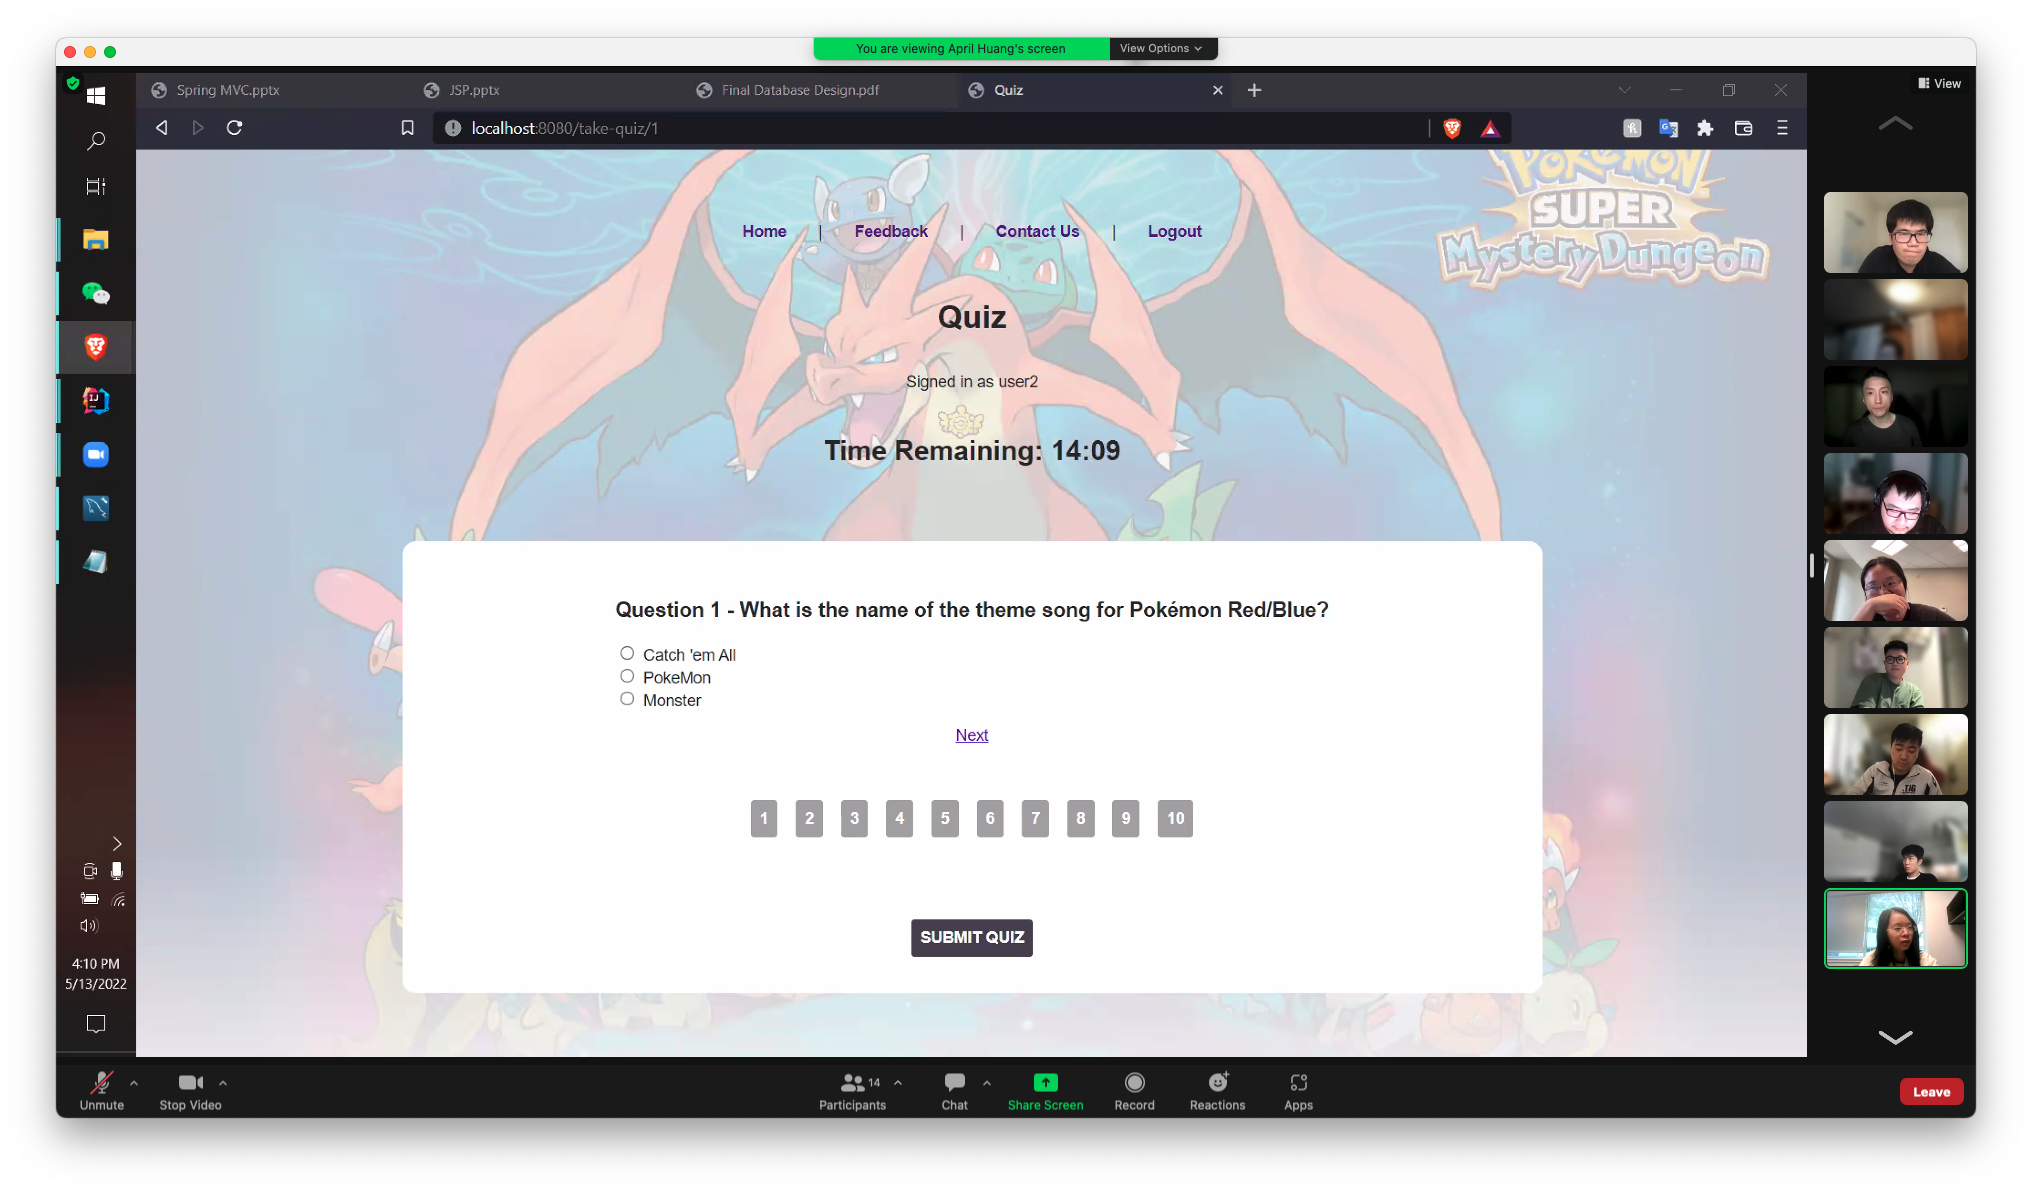 You are viewing April Huang's screen
View Options
Spring MVC.pptx
JSP.pptx
Final Database Design.pdf
Quiz
View
localhost:8080/take-quiz/1
POKéMON
SUPER
Mystery Dungeon
Home | Feedback | Contact Us | Logout
Quiz
Signed in as user2
Time Remaining: 14:09
Question 1 - What is the name of the theme song for Pokémon Red/Blue?
Catch 'em All
PokeMon
Monster
Next
1 2 3 4 5 6 7 8 9 10
SUBMIT QUIZ
4:10 PM
5/13/2022
Unmute
Stop Video
14
Participants
Chat
Share Screen
Record
Reactions
Apps
Leave